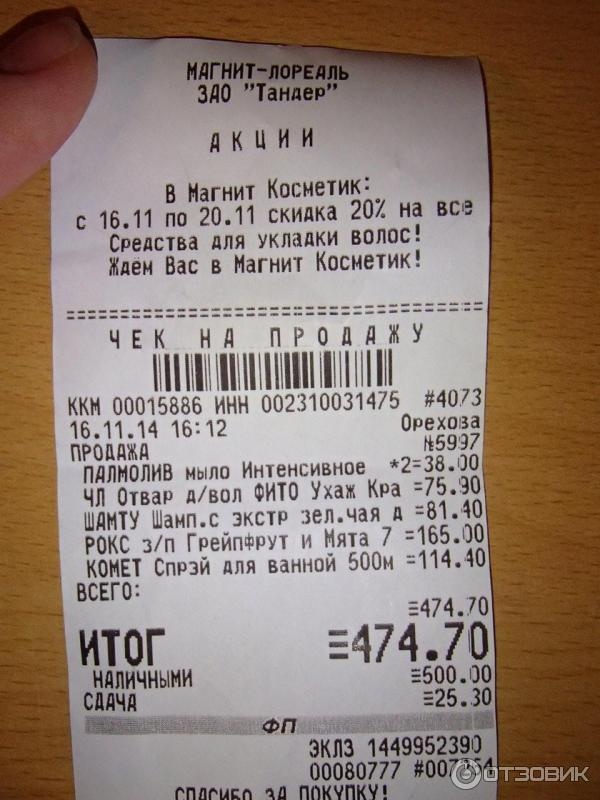 МАГНИТ-ЛОРЕАЛЬ
ЗАО "Тандер"
АКЦИИ
В Магнит Косметик:
с 16.11 по 20.11 скидка 20% на все
Средства для укладки волос!
Ждём Вас в Магнит Косметик!
ЧЕК НА ПРОДАЖУ
ККМ 00015886 ИНН 002310031475 #4073
16.11.14 16:12 Орехова
ПРОДАЖА №5997
ПАЛМОЛИВ мыло Интенсивное *2=38.00
ЧЛ Отвар д/вол ФИТО Ухаж Кра =75.90
ШАМТУ Шамп.с экстр зел.чая д =81.40
РОКС з/п Грейпфрут и Мята 7 =165.00
КОМЕТ Спрэй для ванной 500м =114.40
ВСЕГО:
≡474.70
ИТОГ ≡474.70
НАЛИЧНЫМИ ≡500.00
СДАЧА ≡25.30
ФП
ЭКЛЗ 1449952390
00080777
СПАСИБО ЗА ПОКУПКУ!
ОТЗОВИК